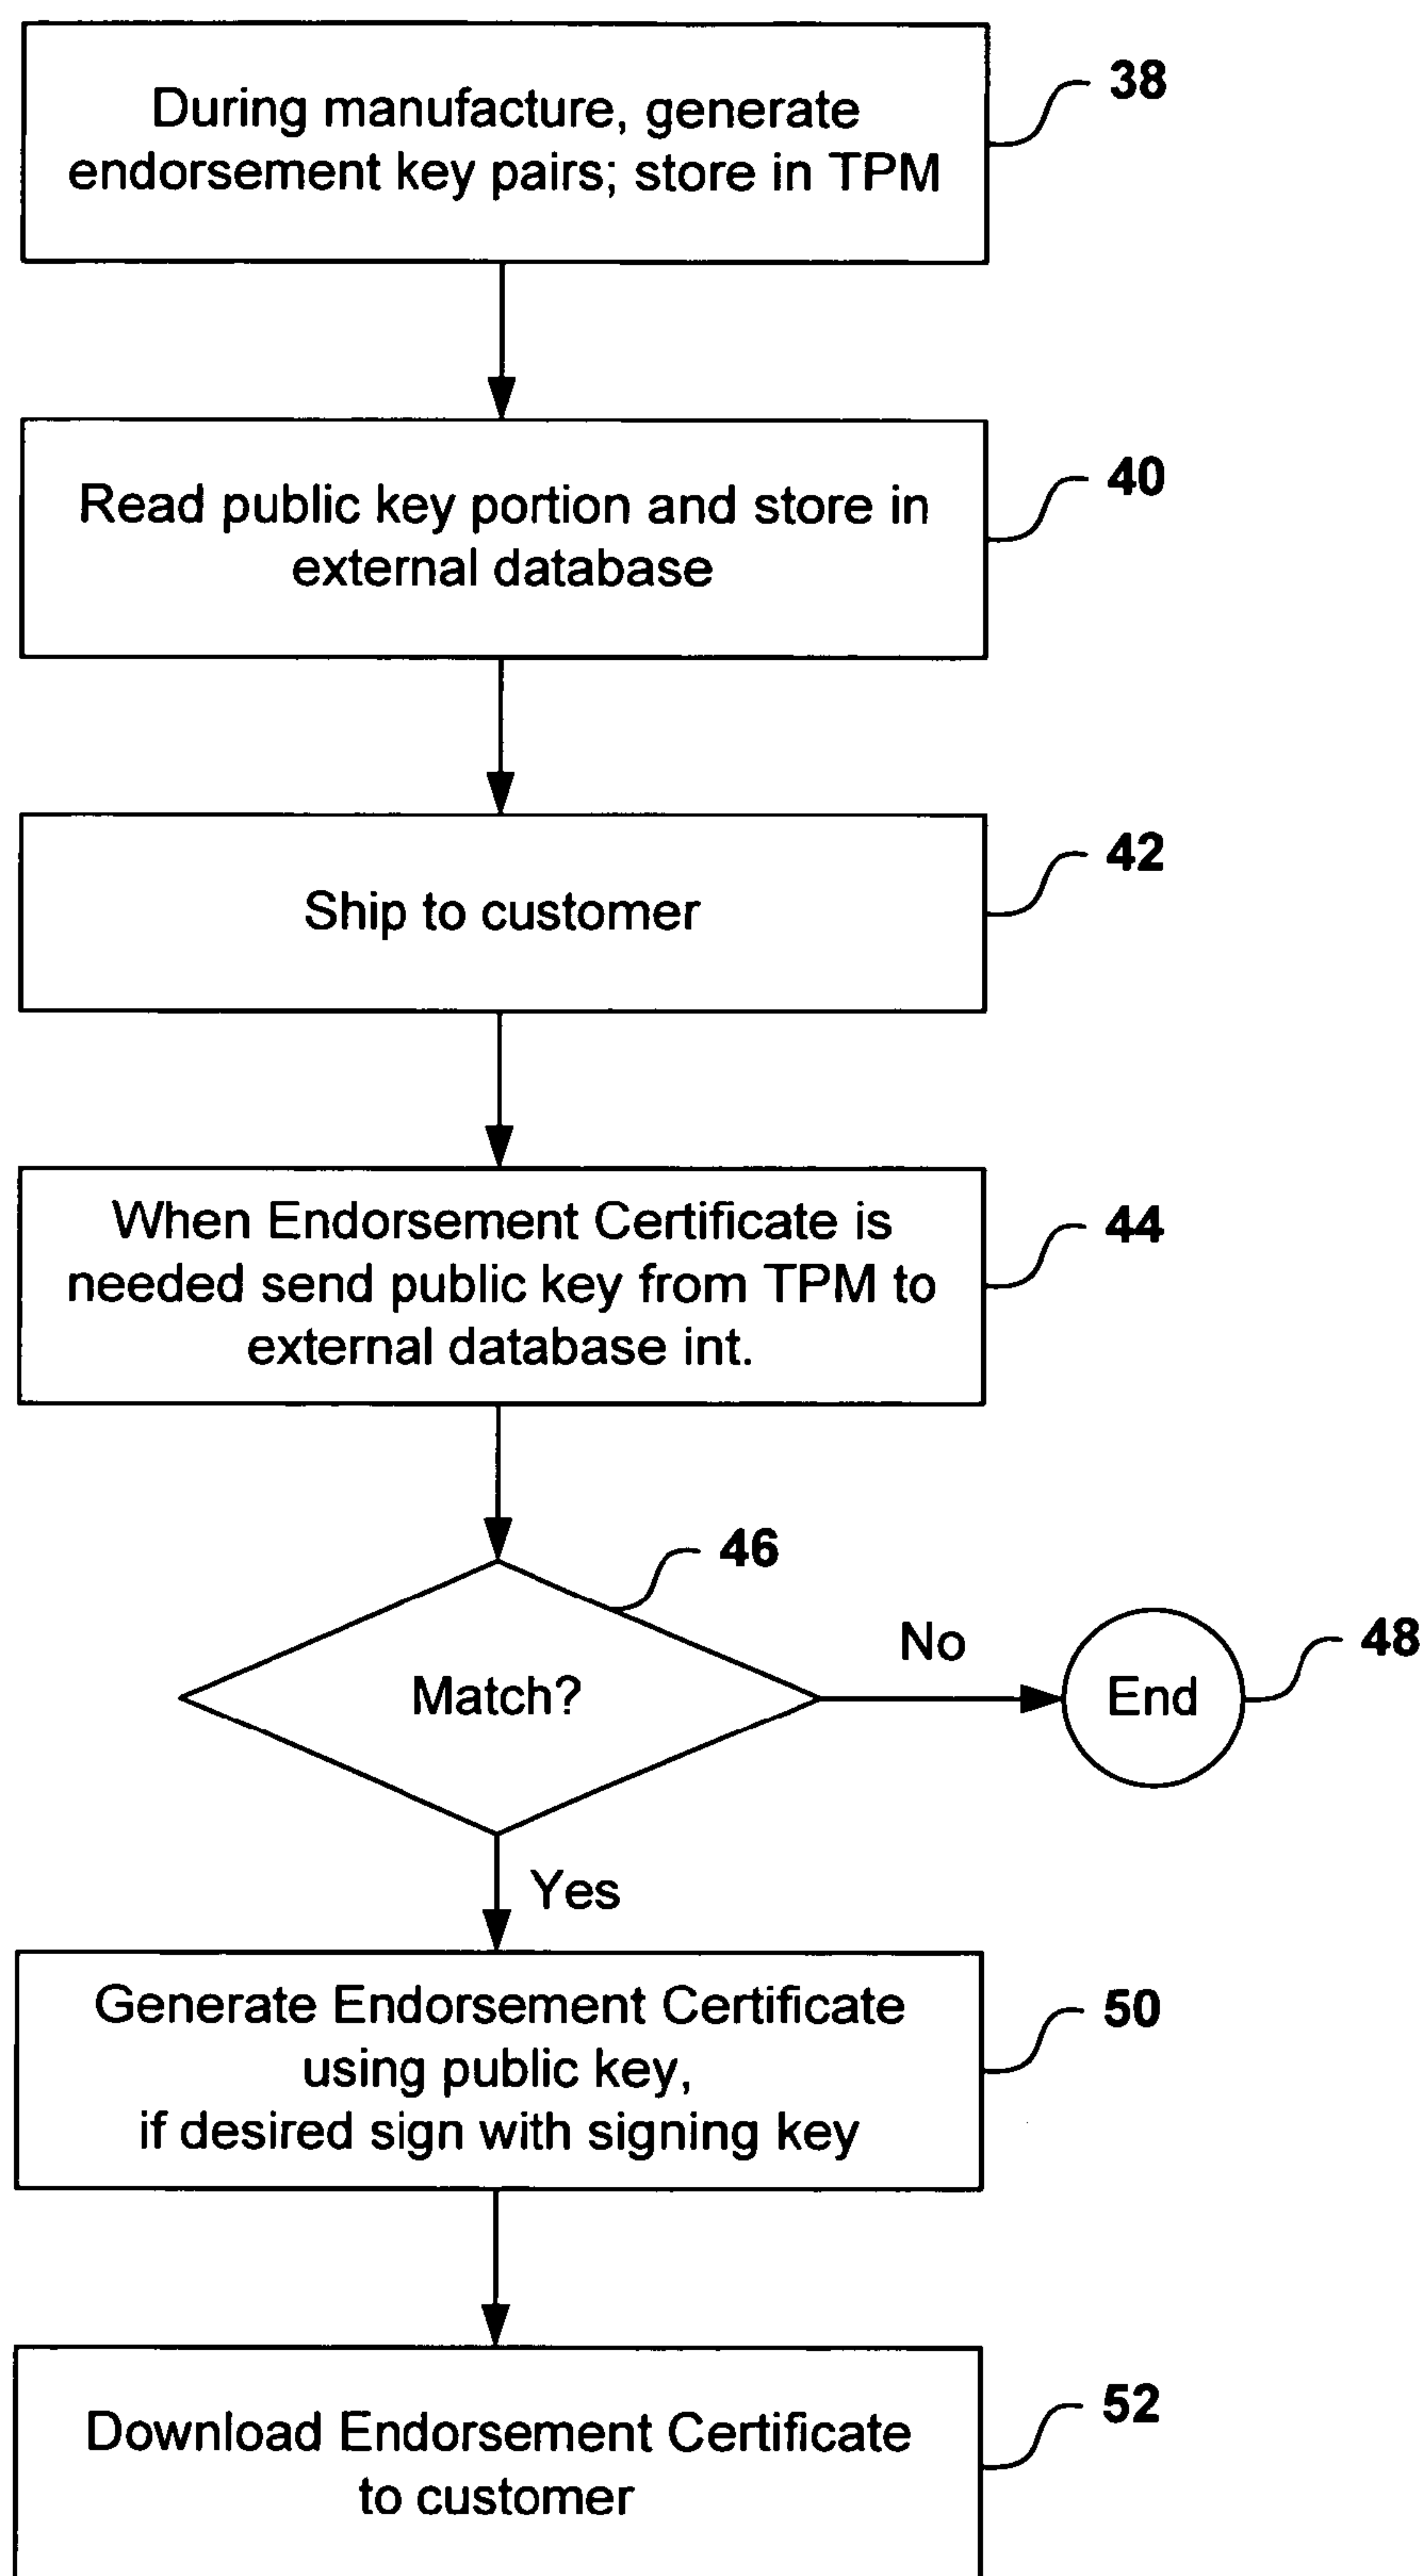 During manufacture, generate
endorsement key pairs; store in TPM
38
Read public key portion and store in
external database
40
Ship to customer
42
When Endorsement Certificate is
needed send public key from TPM to
external database int.
44
46
Match?
No
End
48
Yes
Generate Endorsement Certificate
using public key,
if desired sign with signing key
50
Download Endorsement Certificate
to customer
52